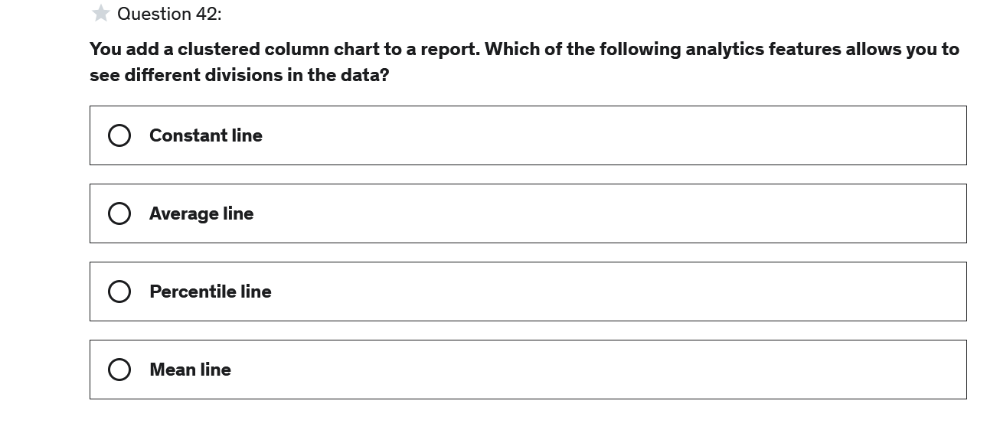 Question 42:
You add a clustered column chart to a report. Which of the following analytics features allows you to
see different divisions in the data?
Constant line
Average line
Percentile line
Mean line